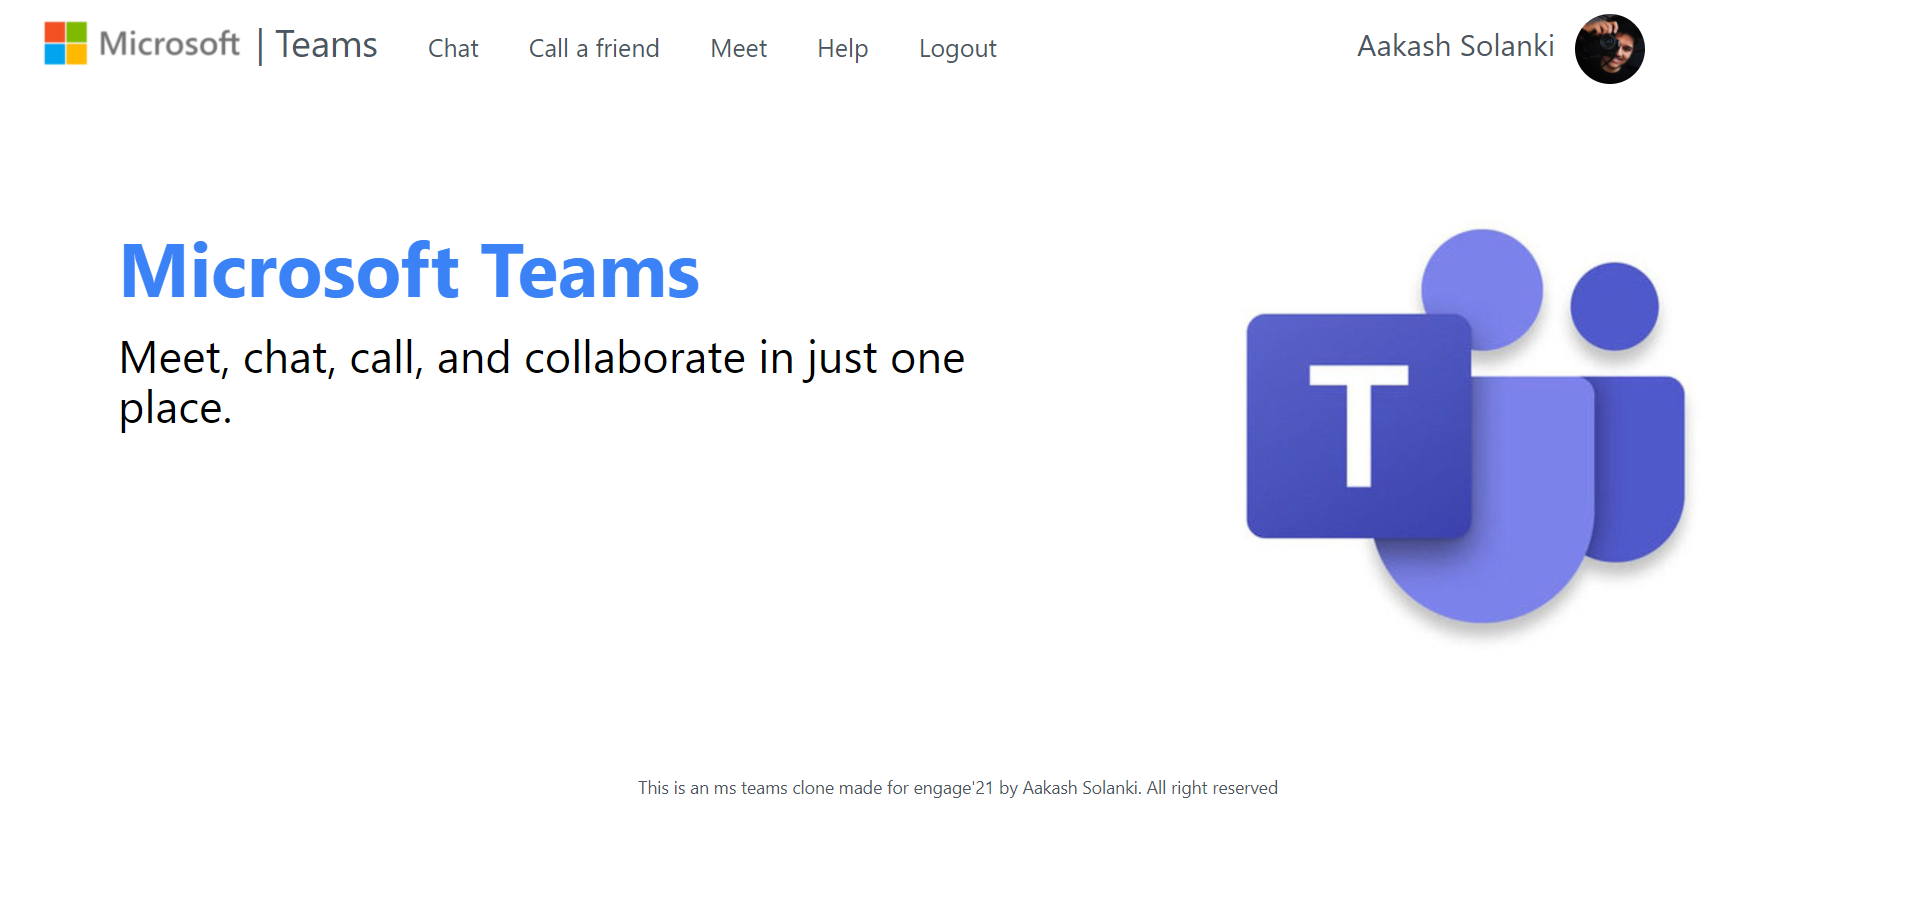 Microsoft | Teams Chat Call a friend Meet Help Logout Aakash Solanki
Microsoft Teams
Meet, chat, call, and collaborate in just one
place.
T
This is an ms teams clone made for engage'21 by Aakash Solanki. All right reserved